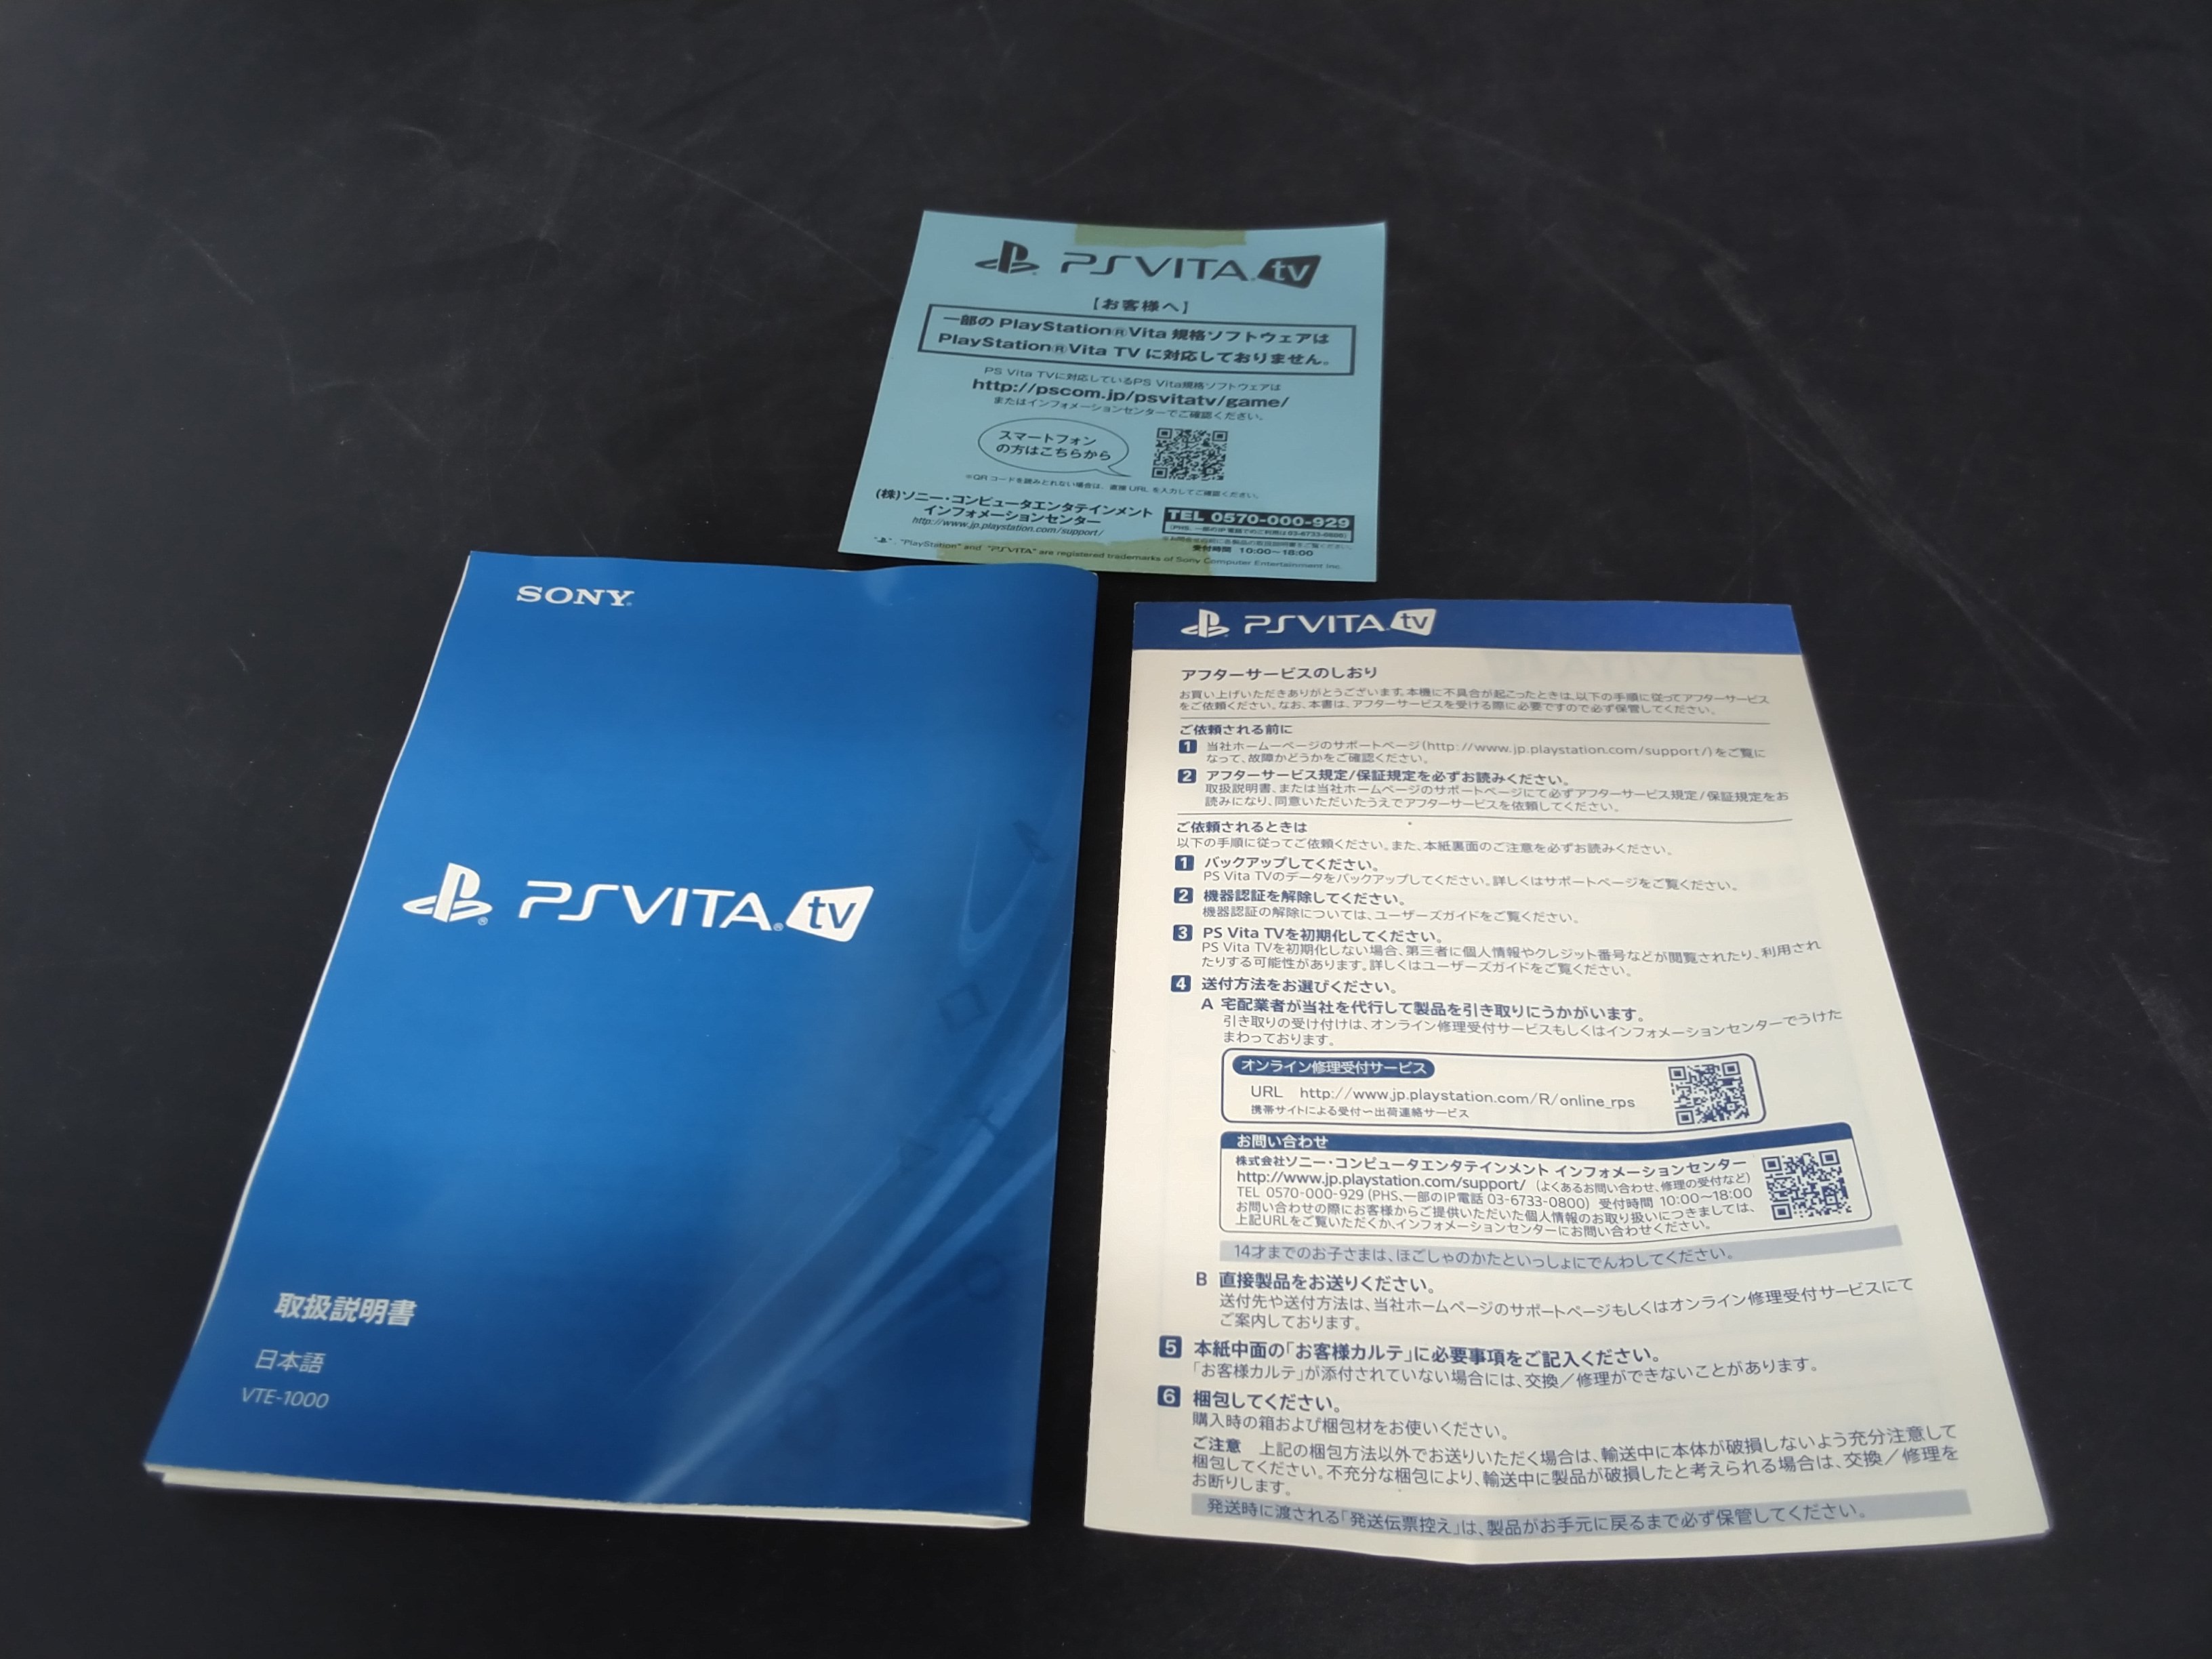 PSVITA tv
【お客様へ】
一部の PlayStation®Vita 規格ソフトウェアは
PlayStation®Vita TV に対応しておりません。
PS Vita TVに対応しているPS Vita規格ソフトウェアは
http://pscom.jp/psvitatv/game/
またはインフォメーションセンターでご確認ください。
スマートフォン
の方はこちらから
※QRコードを読みとれない場合は、直接 URL を入力してご確認ください。
(株)ソニー・コンピュータエンタテインメント
インフォメーションセンター
http://www.jp.playstation.com/support/
TEL 0570-000-929
(PHS、一部のIP電話でのご利用は03-6733-0800)
受付時間 10:00〜18:00
"PlayStation" and "PSVITA" are registered trademarks of Sony Computer Entertainment Inc.
SONY
PSVITA tv
取扱説明書
日本語
VTE-1000
PSVITA tv
アフターサービスのしおり
お買い上げいただきありがとうございます。本機に不具合が起こったときは、以下の手順に従ってアフターサービス
をご依頼ください。なお、本書は、アフターサービスを受ける際に必要ですので必ず保管してください。
ご依頼される前に
1 当社ホームーページのサポートページ(http://www.jp.playstation.com/support/)をご覧に
なって、故障かどうかをご確認ください。
2 アフターサービス規定/保証規定を必ずお読みください。
取扱説明書、または当社ホームページのサポートページにて必ずアフターサービス規定/保証規定をお
読みになり、同意いただいたうえでアフターサービスを依頼してください。
ご依頼されるときは
以下の手順に従ってご依頼ください。また、本紙裏面のご注意を必ずお読みください。
1 バックアップしてください。
PS Vita TVのデータをバックアップしてください。詳しくはサポートページをご覧ください。
2 機器認証を解除してください。
機器認証の解除については、ユーザーズガイドをご覧ください。
3 PS Vita TVを初期化してください。
PS Vita TVを初期化しない場合、第三者に個人情報やクレジット番号などが閲覧されたり、利用され
たりする可能性があります。詳しくはユーザーズガイドをご覧ください。
4 送付方法をお選びください。
A 宅配業者が当社を代行して製品を引き取りにうかがいます。
引き取りの受け付けは、オンライン修理受付サービスもしくはインフォメーションセンターでうけた
まわっております。
オンライン修理受付サービス
URL http://www.jp.playstation.com/R/online_rps
携帯サイトによる受付〜出荷連絡サービス
お問い合わせ
株式会社ソニー・コンピュータエンタテインメント インフォメーションセンター
http://www.jp.playstation.com/support/ (よくあるお問い合わせ、修理の受付など)
TEL 0570-000-929 (PHS、一部のIP電話 03-6733-0800) 受付時間 10:00〜18:00
お問い合わせの際にお客様からご提供いただいた個人情報のお取り扱いにつきましては、
上記URLをご覧いただくか、インフォメーションセンターにお問い合わせください。
14才までのお子さまは、ほごしゃのかたといっしょにでんわしてください。
B 直接製品をお送りください。
送付先や送付方法は、当社ホームページのサポートページもしくはオンライン修理受付サービスにて
ご案内しております。
5 本紙中面の「お客様カルテ」に必要事項をご記入ください。
「お客様カルテ」が添付されていない場合には、交換／修理ができないことがあります。
6 梱包してください。
購入時の箱および梱包材をお使いください。
ご注意 上記の梱包方法以外でお送りいただく場合は、輸送中に本体が破損しないよう充分注意して
梱包してください。不充分な梱包により、輸送中に製品が破損したと考えられる場合は、交換／修理を
お断りします。
発送時に渡される「発送伝票控え」は、製品がお手元に戻るまで必ず保管してください。